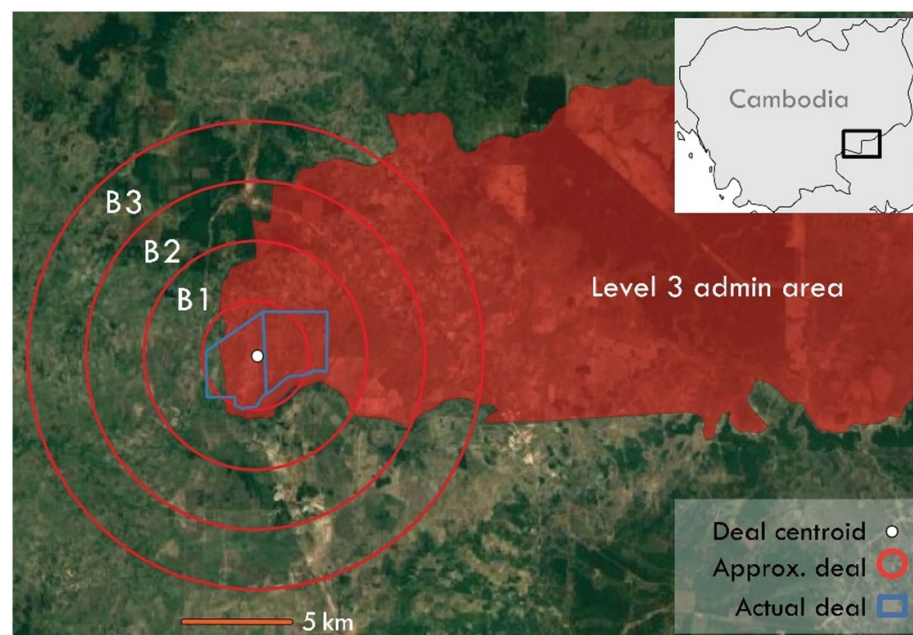 Cambodia
B3
B2
B1
Level 3 admin area
Deal centroid
Approx. deal
Actual deal
5 km